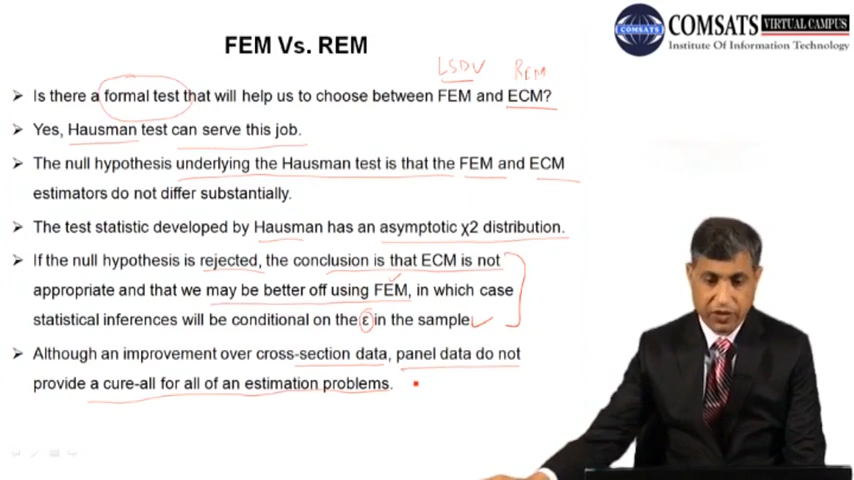 COMSATS VIRTUAL CAMPUS
Institute Of Information Technology
FEM Vs. REM
LSDV REM
Is there a formal test that will help us to choose between FEM and ECM?
Yes, Hausman test can serve this job.
The null hypothesis underlying the Hausman test is that the FEM and ECM
estimators do not differ substantially.
The test statistic developed by Hausman has an asymptotic χ2 distribution.
If the null hypothesis is rejected, the conclusion is that ECM is not
appropriate and that we may be better off using FEM, in which case
statistical inferences will be conditional on the ε in the sample
Although an improvement over cross-section data, panel data do not
provide a cure-all for all of an estimation problems.